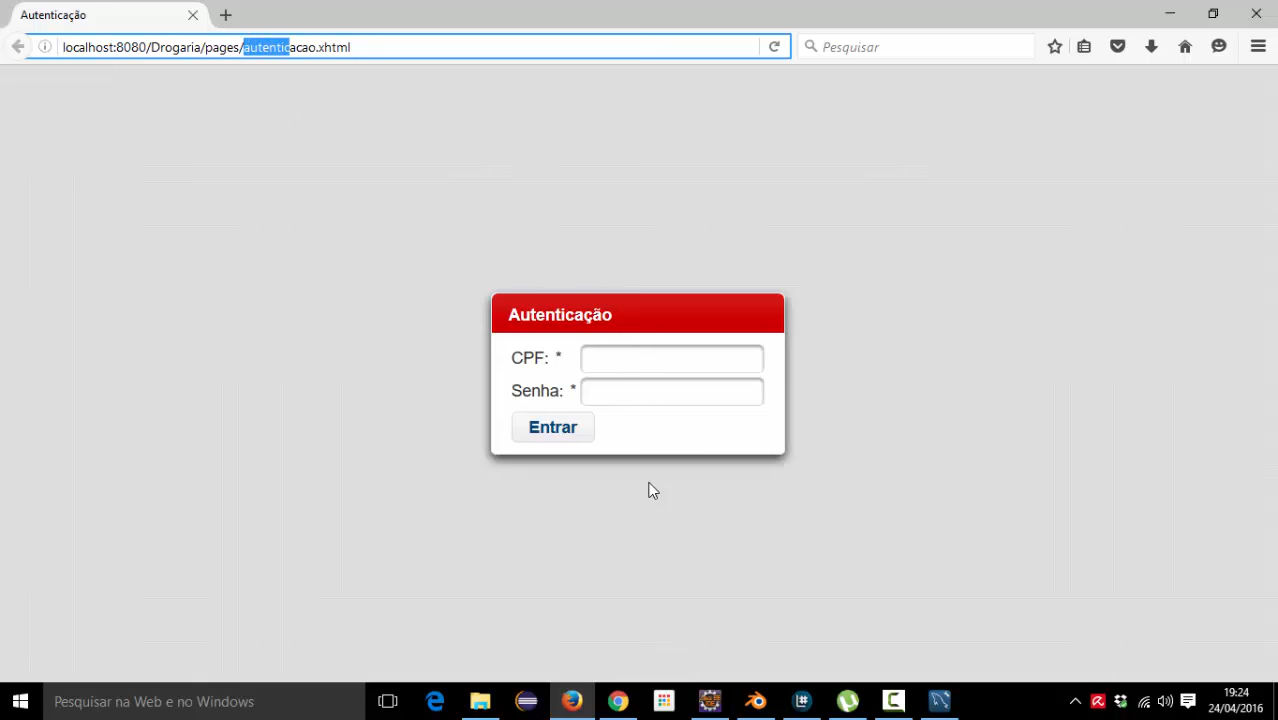 Autenticação
localhost:8080/Drogaria/pages/autenticacao.xhtml
Pesquisar
Autenticação
CPF: *
Senha: *
Entrar
Pesquisar na Web e no Windows
19:24
24/04/2016